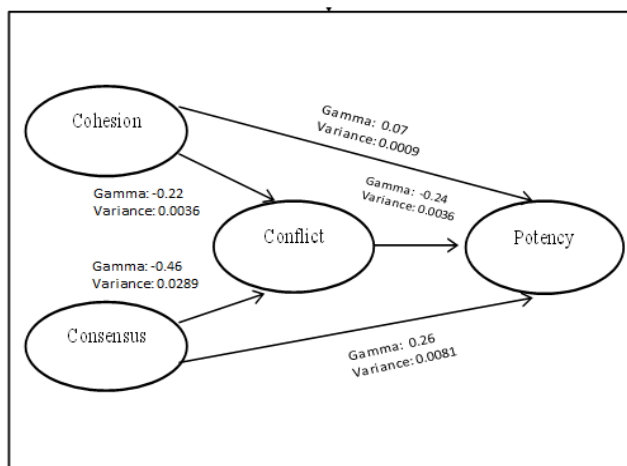 Cohesion
Gamma: 0.07
Variance: 0.0009
Gamma: -0.22
Variance: 0.0036
Gamma: -0.24
Variance: 0.0036
Conflict
Potency
Gamma: -0.46
Variance: 0.0289
Consensus
Gamma: 0.26
Variance: 0.0081